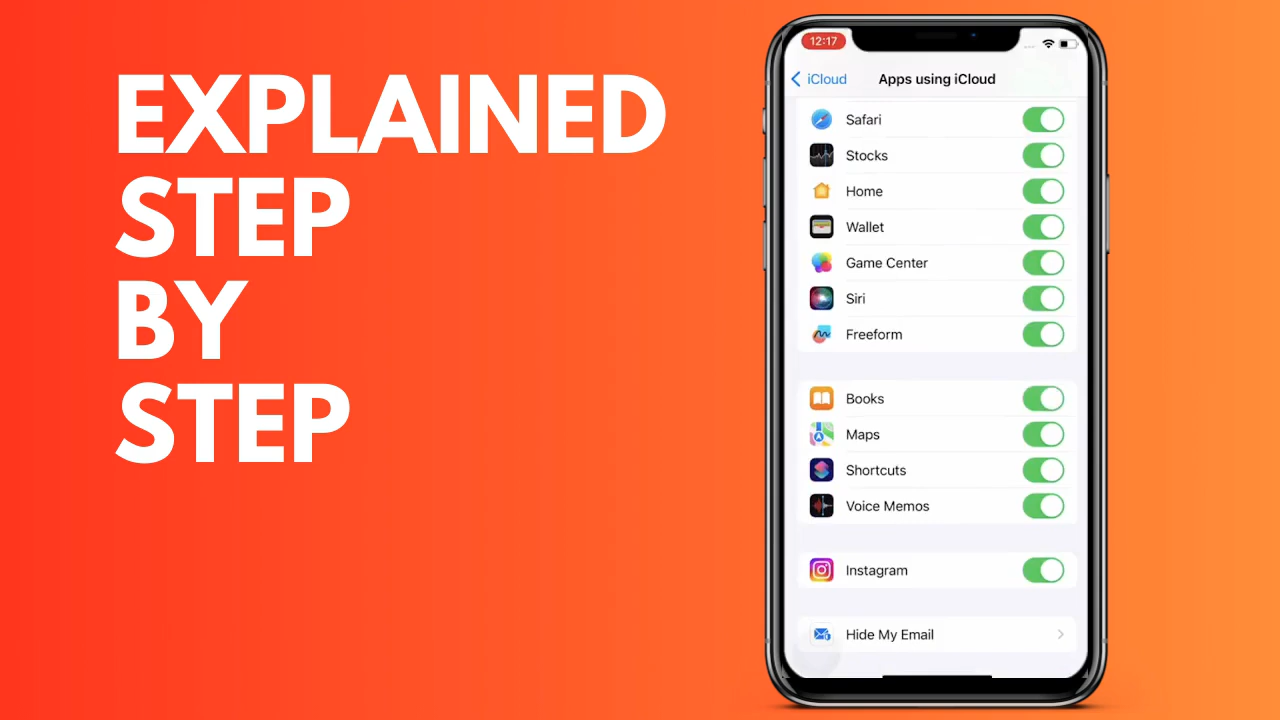 EXPLAINED
STEP
BY
STEP
12:17
iCloud
Apps using iCloud
Safari
Stocks
Home
Wallet
Game Center
Siri
Freeform
Books
Maps
Shortcuts
Voice Memos
Instagram
Hide My Email